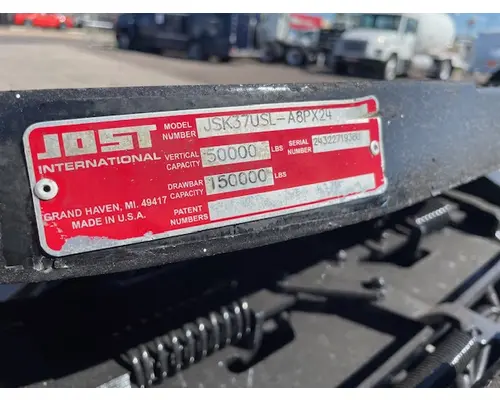 JOST
INTERNATIONAL
MODEL NUMBER JSK37USL-A8PX24
VERTICAL CAPACITY 50000 LBS SERIAL NUMBER
DRAWBAR CAPACITY 150000 LBS
PATENT NUMBERS
GRAND HAVEN, MI. 49417
MADE IN U.S.A.